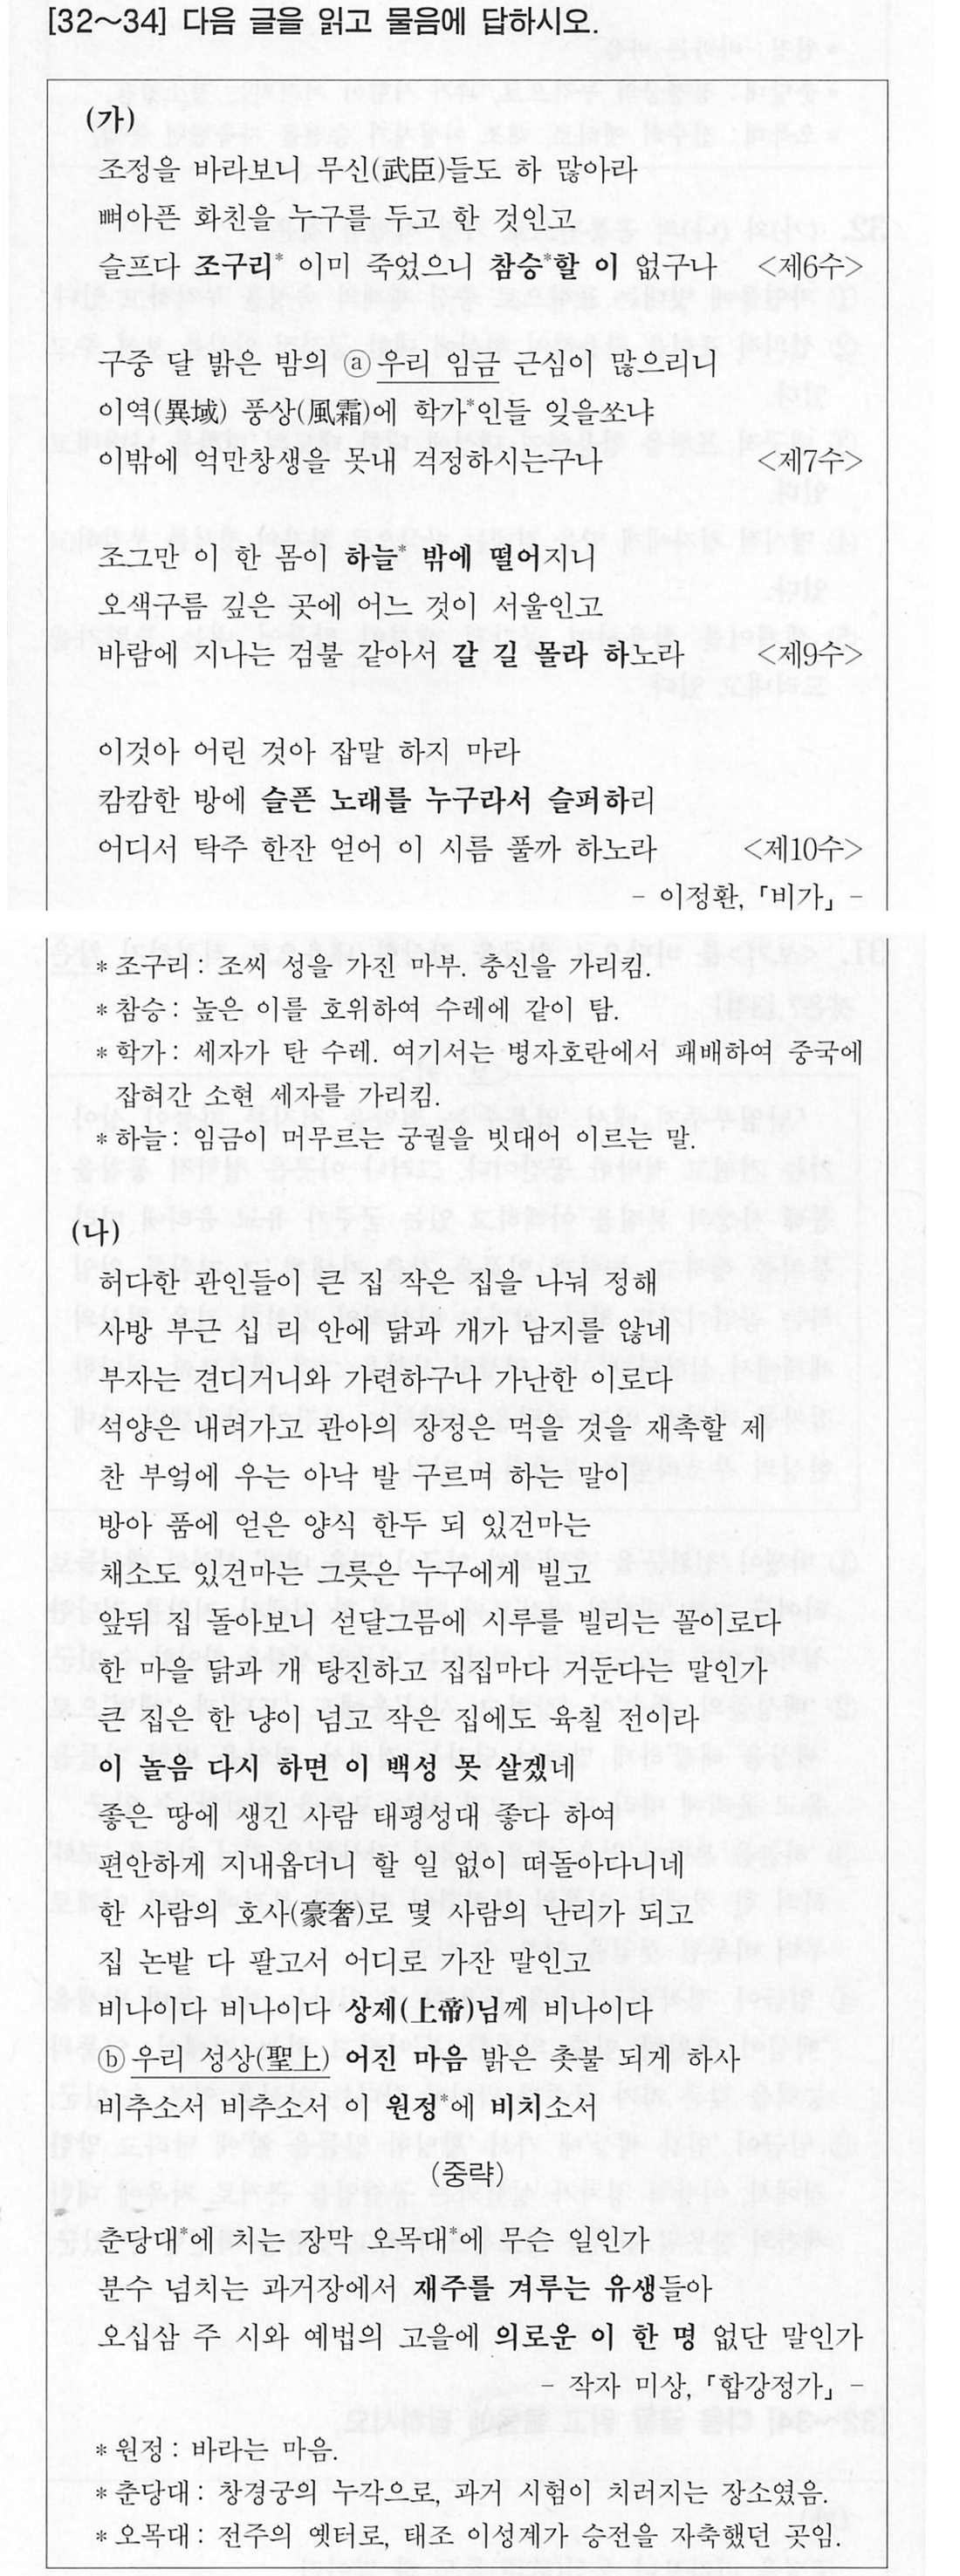 [32～34] 다음 글을 읽고 물음에 답하시오.
(가)
조정을 바라보니 무신(武臣)들도 하 많아라
뼈아픈 화친을 누구를 두고 한 것인고
슬프다 조구리* 이미 죽었으니 참승*할 이 없구나 <제6수>
구중 달 밝은 밤의 ⓐ우리 임금 근심이 많으리니
이역(異域) 풍상(風霜)에 학가*인들 잊을쏘냐
이밖에 억만창생을 못내 걱정하시는구나 <제7수>
조그만 이 한 몸이 하늘* 밖에 떨어지니
오색구름 깊은 곳에 어느 것이 서울인고
바람에 지나는 검불 같아서 갈 길 몰라 하노라 <제9수>
이것아 어린 것아 잡말 하지 마라
캄캄한 방에 슬픈 노래를 누구라서 슬퍼하리
어디서 탁주 한잔 얻어 이 시름 풀까 하노라 <제10수>
- 이정환, 「비가」 -
* 조구리 : 조씨 성을 가진 마부. 충신을 가리킴.
* 참승 : 높은 이를 호위하여 수레에 같이 탐.
* 학가 : 세자가 탄 수레. 여기서는 병자호란에서 패배하여 중국에
잡혀간 소현 세자를 가리킴.
* 하늘 : 임금이 머무르는 궁궐을 빗대어 이르는 말.
(나)
허다한 관인들이 큰 집 작은 집을 나눠 정해
사방 부근 십 리 안에 닭과 개가 남지를 않네
부자는 견디거니와 가련하구나 가난한 이로다
석양은 내려가고 관아의 장정은 먹을 것을 재촉할 제
찬 부엌에 우는 아낙 발 구르며 하는 말이
방아 품에 얻은 양식 한두 되 있건마는
채소도 있건마는 그릇은 누구에게 빌고
앞뒤 집 돌아보니 섣달그믐에 시루를 빌리는 꼴이로다
한 마을 닭과 개 탕진하고 집집마다 거둔다는 말인가
큰 집은 한 냥이 넘고 작은 집에도 육칠 전이라
이 놀음 다시 하면 이 백성 못 살겠네
좋은 땅에 생긴 사람 태평성대 좋다 하여
편안하게 지내옵더니 할 일 없이 떠돌아다니네
한 사람의 호사(豪奢)로 몇 사람의 난리가 되고
집 논밭 다 팔고서 어디로 가잔 말인고
비나이다 비나이다 상제(上帝)님께 비나이다
ⓑ우리 성상(聖上) 어진 마음 밝은 촛불 되게 하사
비추소서 비추소서 이 원정*에 비치소서
(중략)
춘당대*에 치는 장막 오목대*에 무슨 일인가
분수 넘치는 과거장에서 재주를 겨루는 유생들아
오십삼 주 시와 예법의 고을에 의로운 이 한 명 없단 말인가
- 작자 미상, 「합강정가」 -
* 원정 : 바라는 마음.
* 춘당대 : 창경궁의 누각으로, 과거 시험이 치러지는 장소였음.
* 오목대 : 전주의 옛터로, 태조 이성계가 승전을 자축했던 곳임.